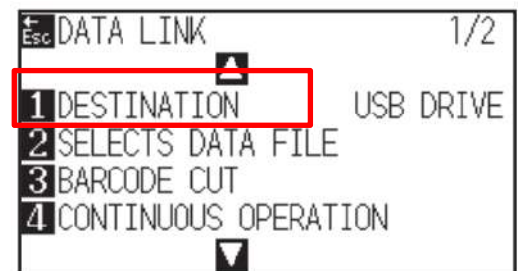 Esc DATA LINK 1/2
1 DESTINATION USB DRIVE
2 SELECTS DATA FILE
3 BARCODE CUT
4 CONTINUOUS OPERATION